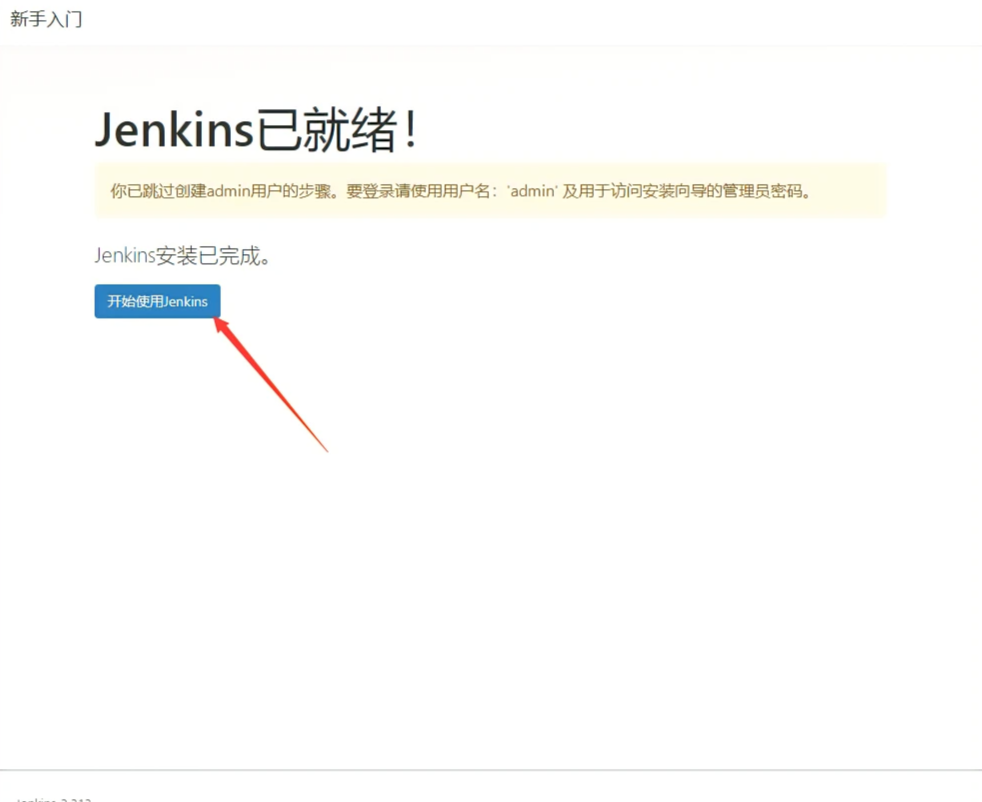 新手入门
Jenkins已就绪！
你已跳过创建admin用户的步骤。要登录请使用用户名：'admin' 及用于访问安装向导的管理员密码。
Jenkins安装已完成。
开始使用Jenkins